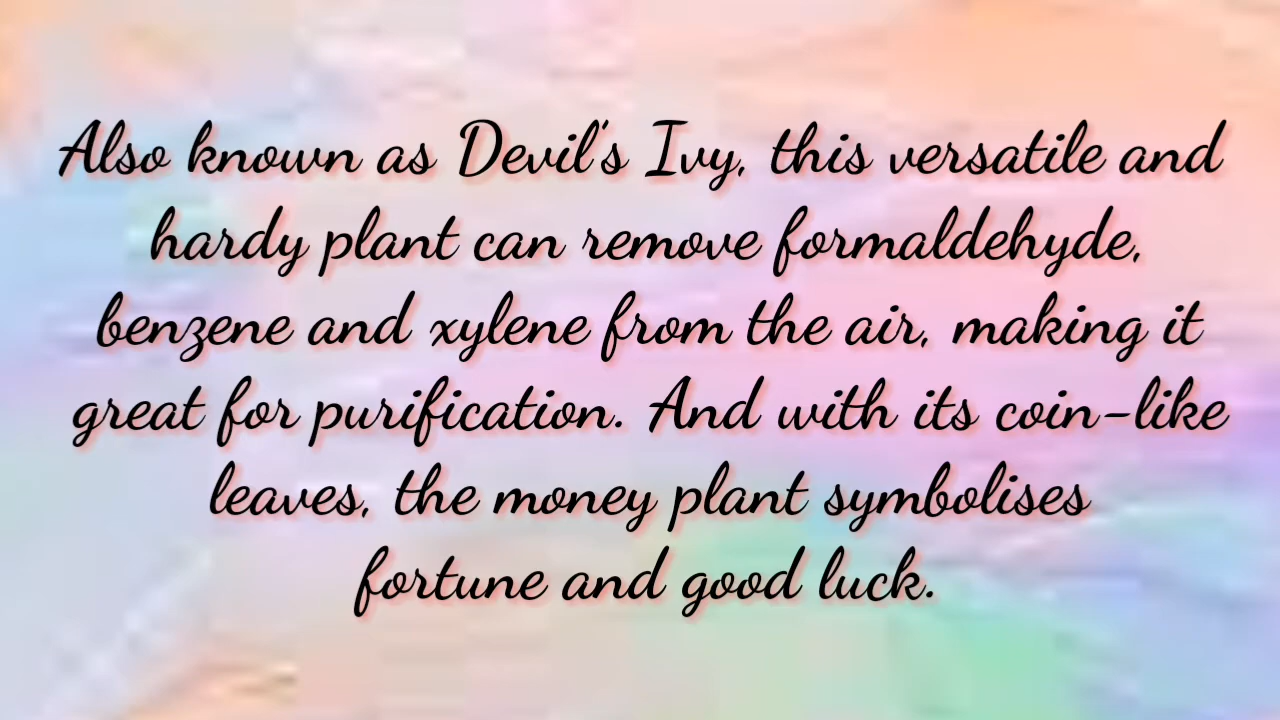 Also known as Devil's Ivy, this versatile and
hardy plant can remove formaldehyde,
benzene and xylene from the air, making it
great for purification. And with its coin-like
leaves, the money plant symbolises
fortune and good luck.